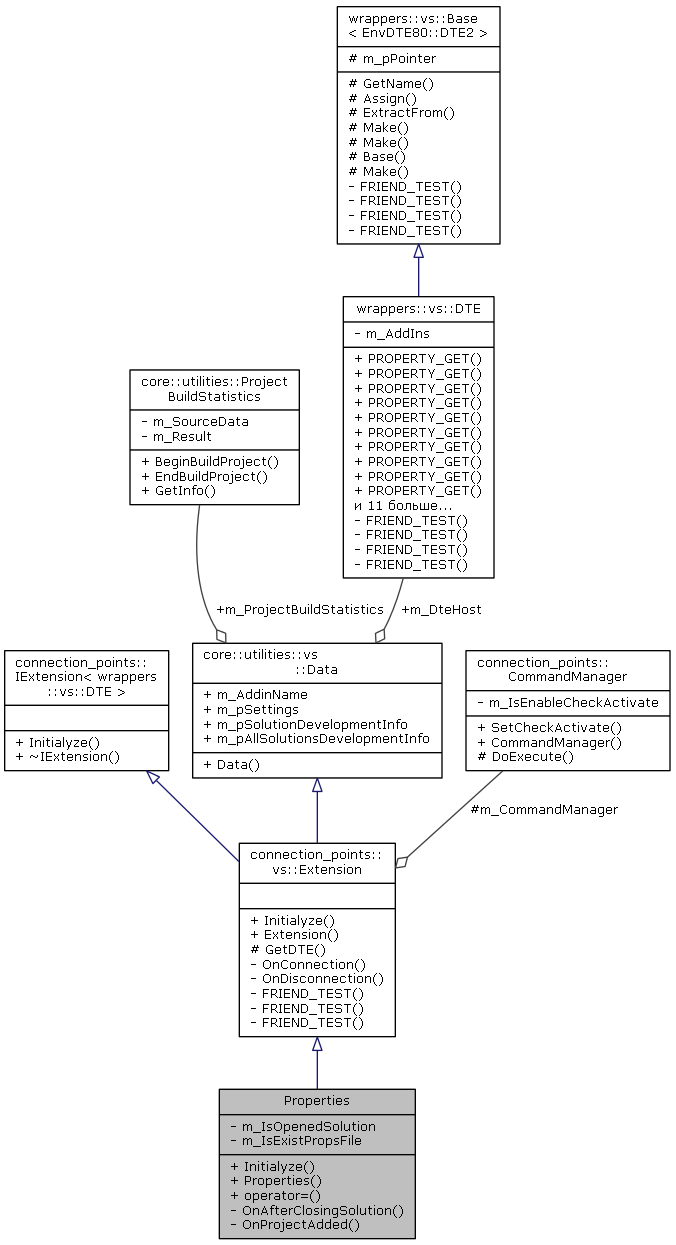 wrappers::vs::Base
< EnvDTE80::DTE2 >
# m_pPointer
# GetName()
# Assign()
# ExtractFrom()
# Make()
# Make()
# Base()
# Make()
- FRIEND_TEST()
- FRIEND_TEST()
- FRIEND_TEST()
- FRIEND_TEST()
wrappers::vs::DTE
- m_AddIns
+ PROPERTY_GET()
+ PROPERTY_GET()
+ PROPERTY_GET()
+ PROPERTY_GET()
+ PROPERTY_GET()
+ PROPERTY_GET()
+ PROPERTY_GET()
+ PROPERTY_GET()
+ PROPERTY_GET()
+ PROPERTY_GET()
и 11 больше...
- FRIEND_TEST()
- FRIEND_TEST()
- FRIEND_TEST()
- FRIEND_TEST()
core::utilities::Project
BuildStatistics
- m_SourceData
- m_Result
+ BeginBuildProject()
+ EndBuildProject()
+ GetInfo()
+m_ProjectBuildStatistics
+m_DteHost
connection_points::
IExtension< wrappers
::vs::DTE >
+ Initialyze()
+ ~IExtension()
core::utilities::vs
::Data
+ m_AddinName
+ m_pSettings
+ m_pSolutionDevelopmentInfo
+ m_pAllSolutionsDevelopmentInfo
+ Data()
connection_points::
CommandManager
- m_IsEnableCheckActivate
+ SetCheckActivate()
+ CommandManager()
# DoExecute()
#m_CommandManager
connection_points::
vs::Extension
+ Initialyze()
+ Extension()
# GetDTE()
- OnConnection()
- OnDisconnection()
- FRIEND_TEST()
- FRIEND_TEST()
- FRIEND_TEST()
Properties
- m_IsOpenedSolution
- m_IsExistPropsFile
+ Initialyze()
+ Properties()
+ operator=()
- OnAfterClosingSolution()
- OnProjectAdded()